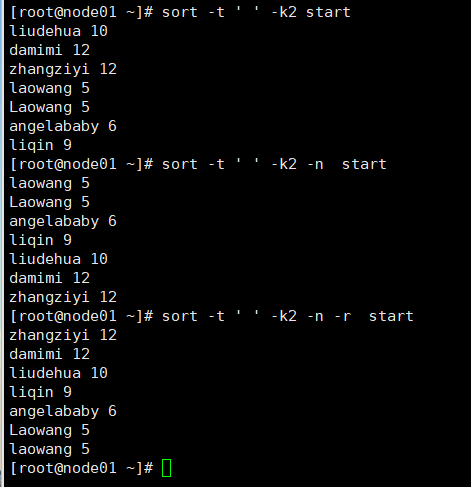 [root@node01 ~]# sort -t ' ' -k2 start
liudehua 10
damimi 12
zhangziyi 12
laowang 5
Laowang 5
angelababy 6
liqin 9
[root@node01 ~]# sort -t ' ' -k2 -n  start
laowang 5
Laowang 5
angelababy 6
liqin 9
liudehua 10
damimi 12
zhangziyi 12
[root@node01 ~]# sort -t ' ' -k2 -n -r  start
zhangziyi 12
damimi 12
liudehua 10
liqin 9
angelababy 6
Laowang 5
laowang 5
[root@node01 ~]#